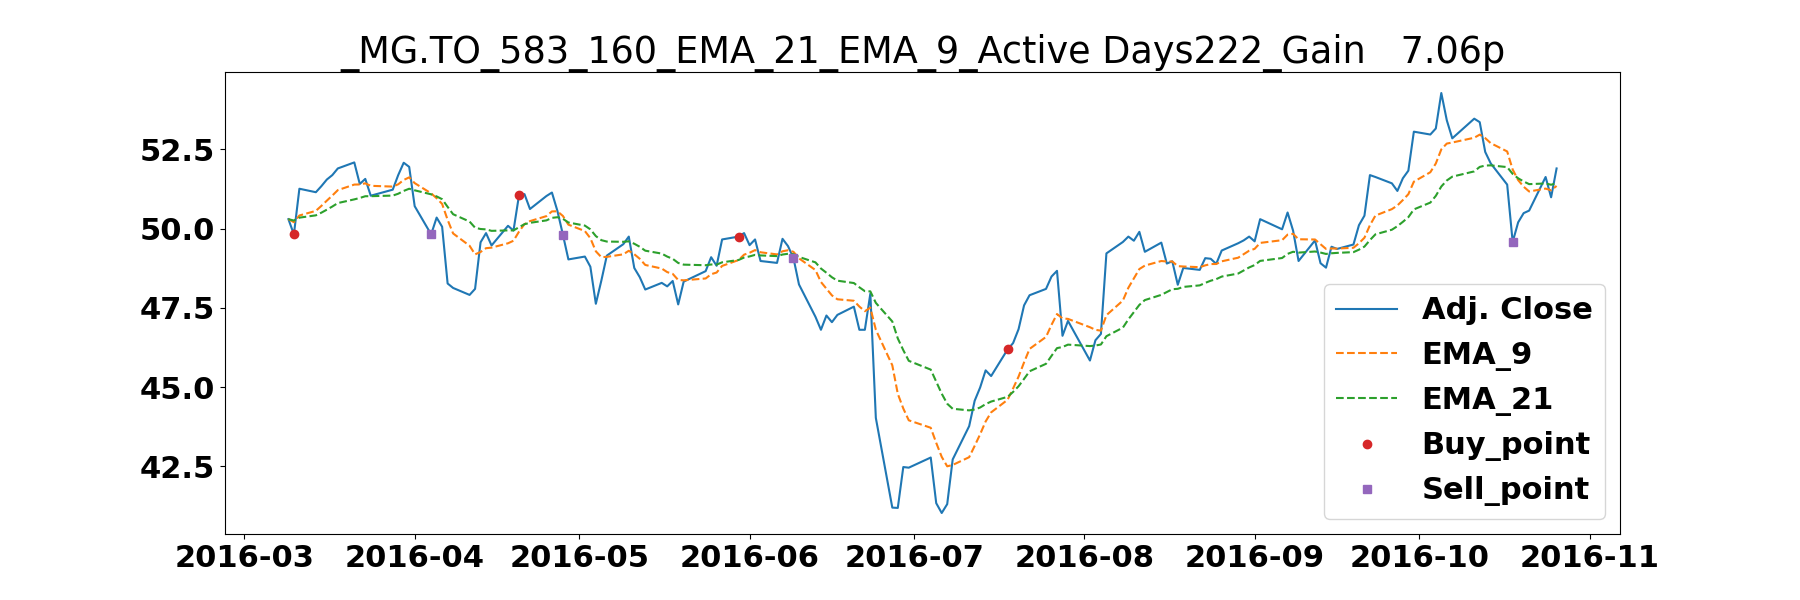 _MG.TO_583_160_EMA_21_EMA_9_Active Days222_Gain   7.06p
52.5
50.0
47.5
45.0
42.5
Adj. Close
EMA_9
EMA_21
Buy_point
Sell_point
2016-03 2016-04 2016-05 2016-06 2016-07 2016-08 2016-09 2016-10 2016-11